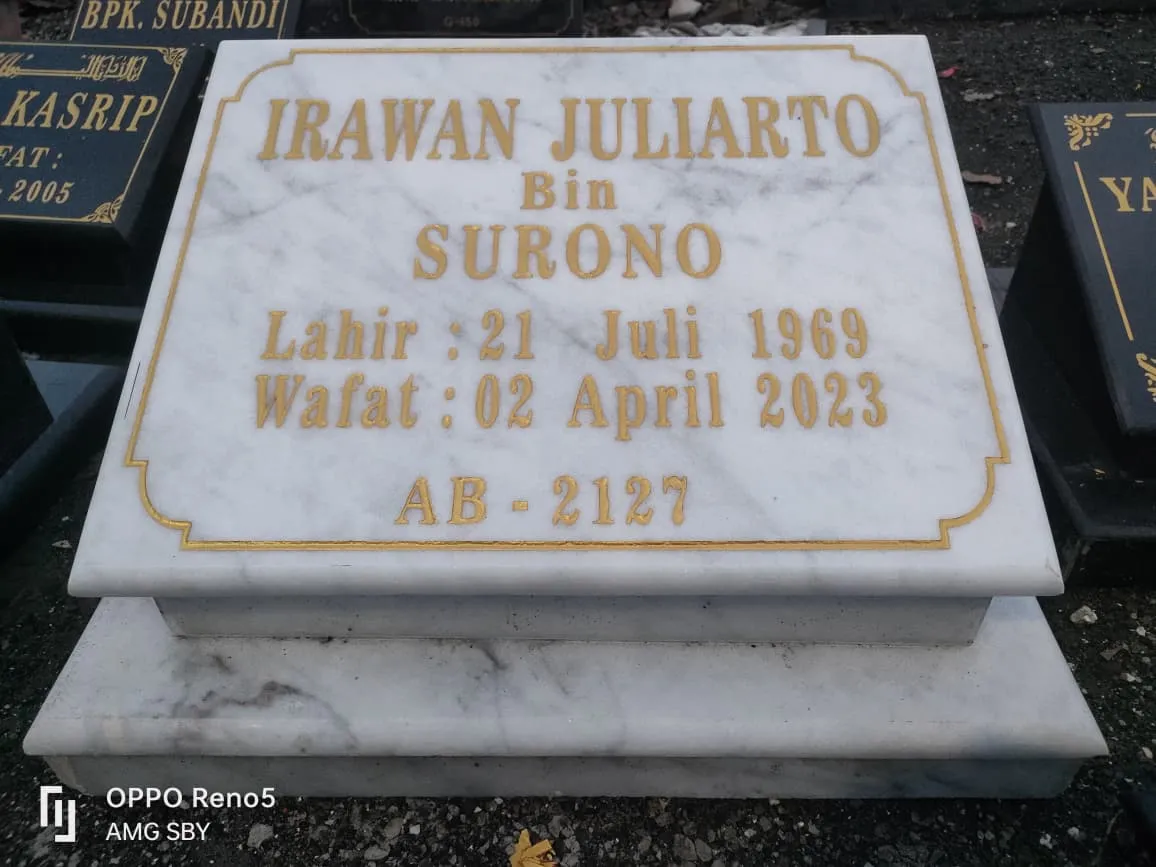 BPK. SUBANDI
G-450
KASRIP
FAT :
- 2005
IRAWAN JULIARTO
Bin
SURONO
Lahir : 21 Juli 1969
Wafat : 02 April 2023
AB - 2127
OPPO Reno5
AMG SBY